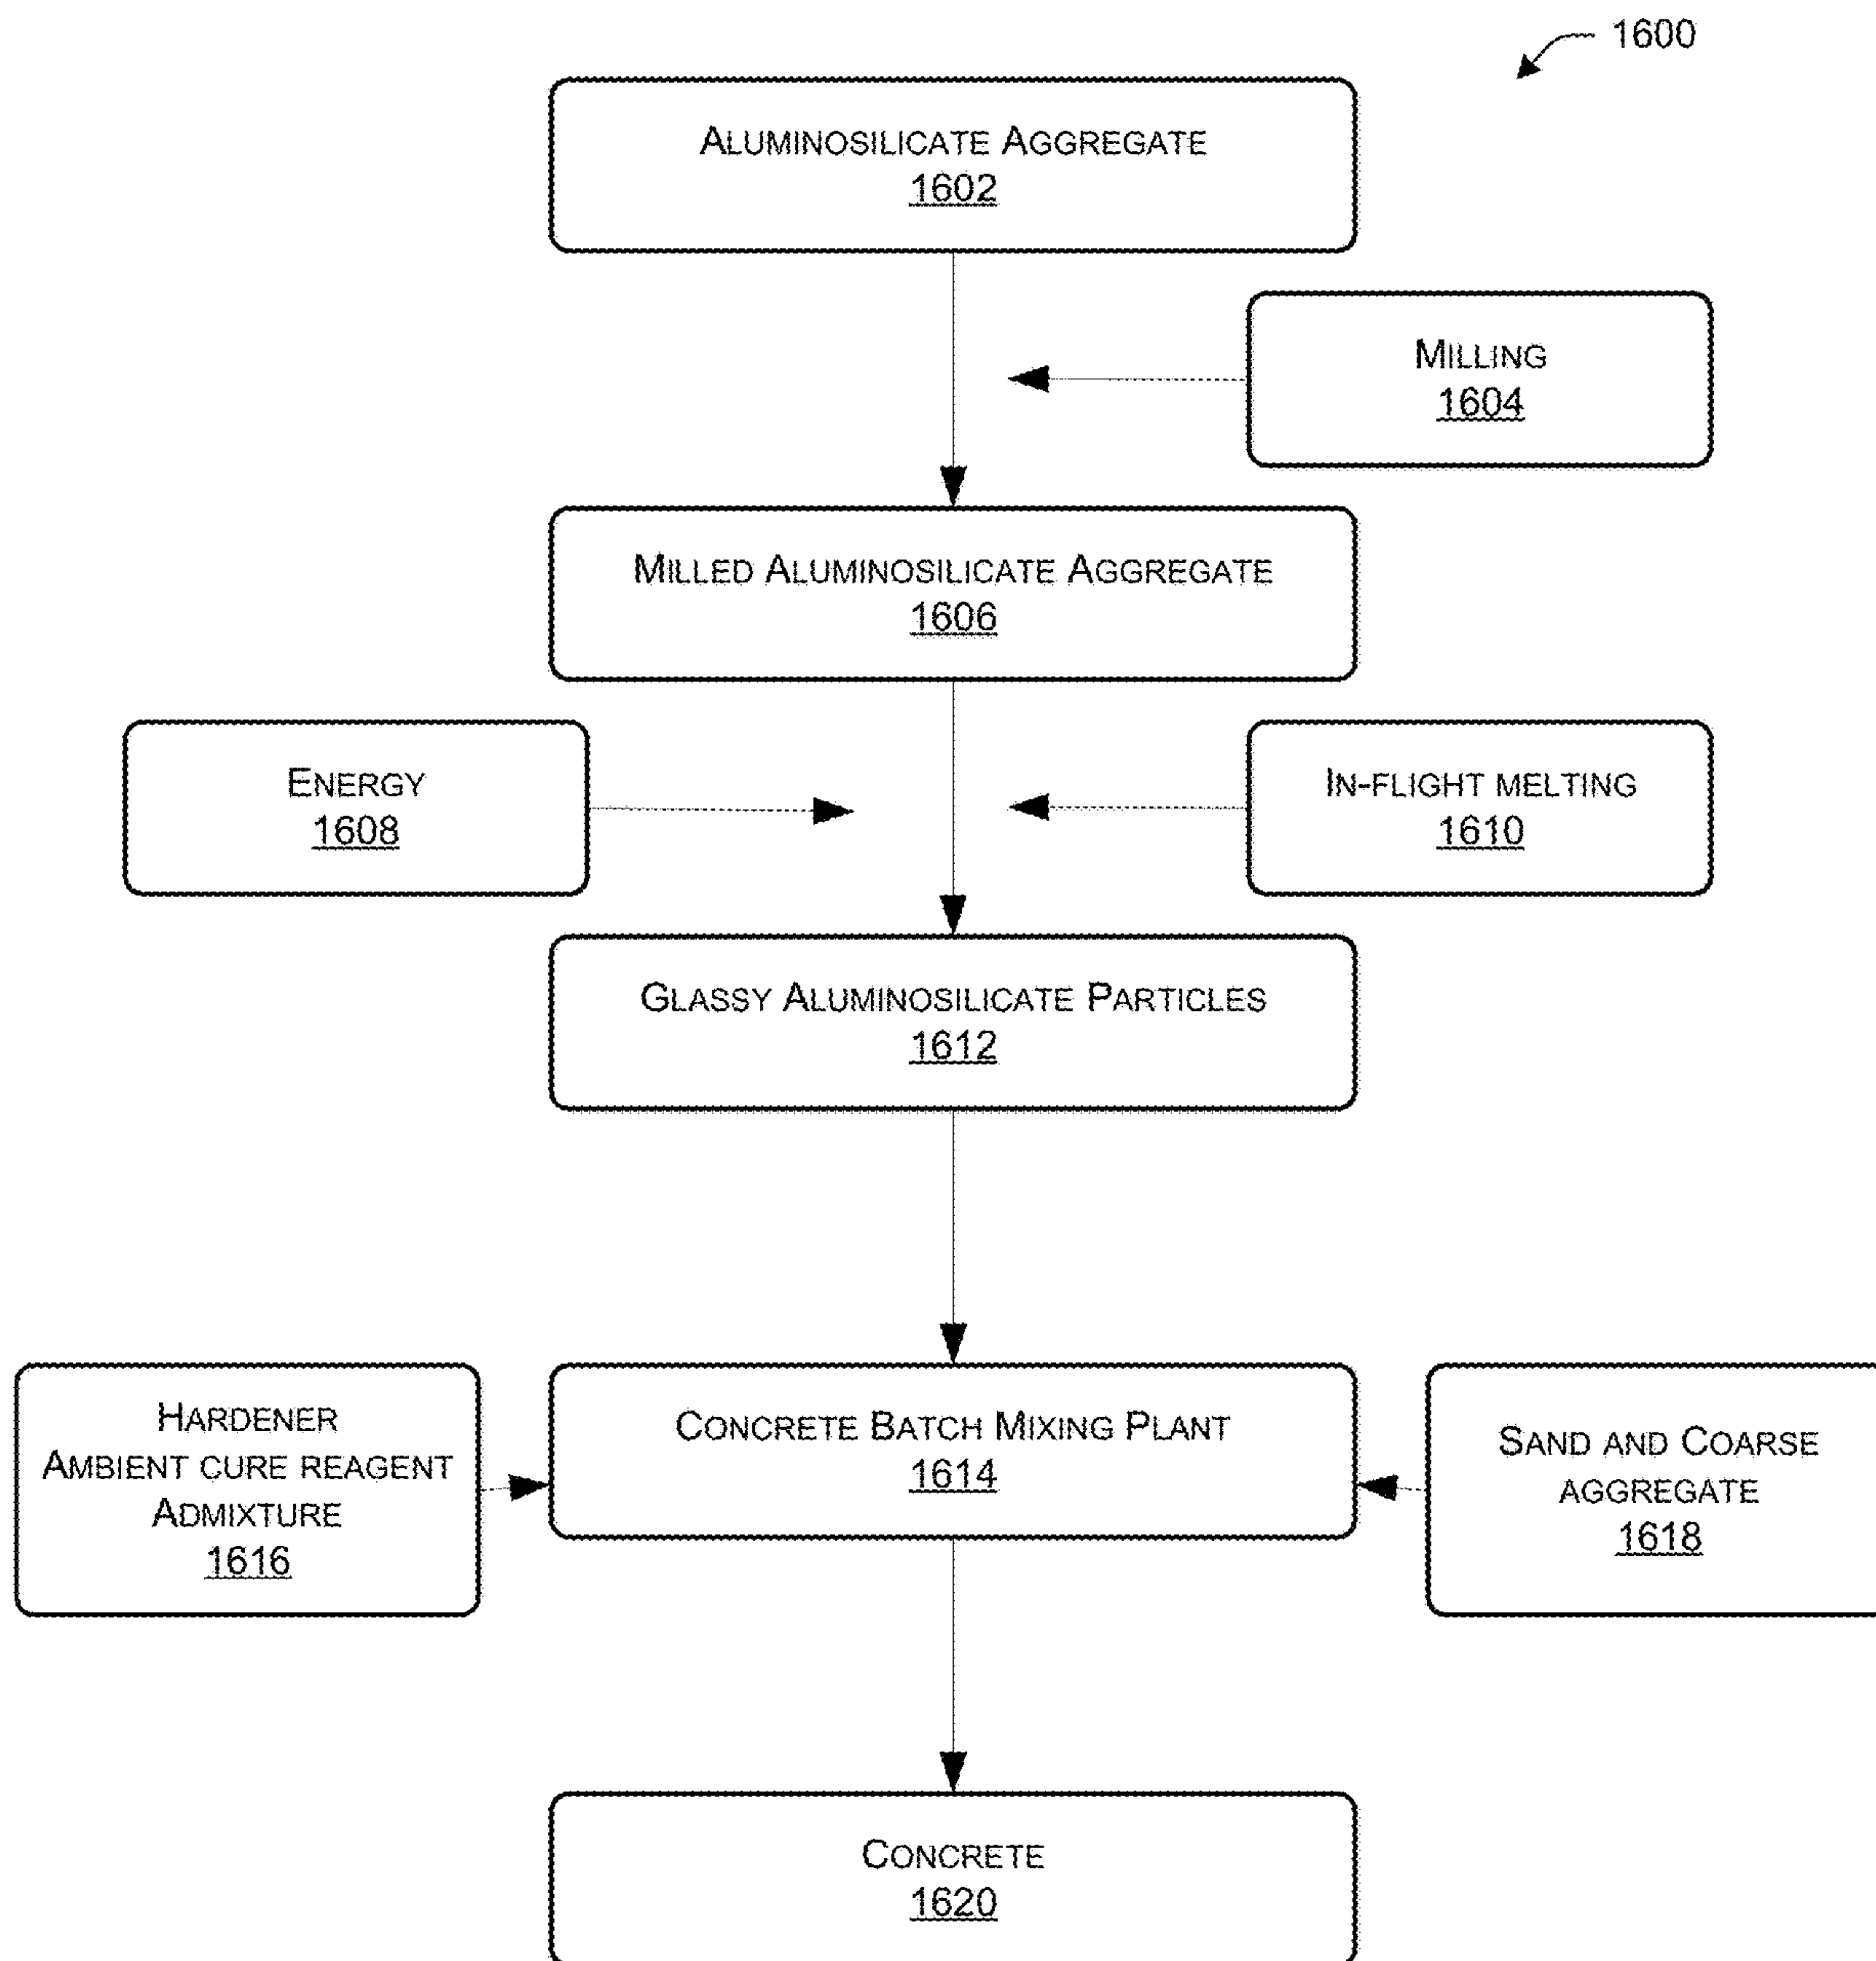 1600
Aluminosilicate Aggregate
1602
Milling
1604
Milled Aluminosilicate Aggregate
1606
Energy
1608
In-flight melting
1610
Glassy Aluminosilicate Particles
1612
Hardener
Ambient cure reagent
Admixture
1616
Concrete Batch Mixing Plant
1614
Sand and Coarse
aggregate
1618
Concrete
1620